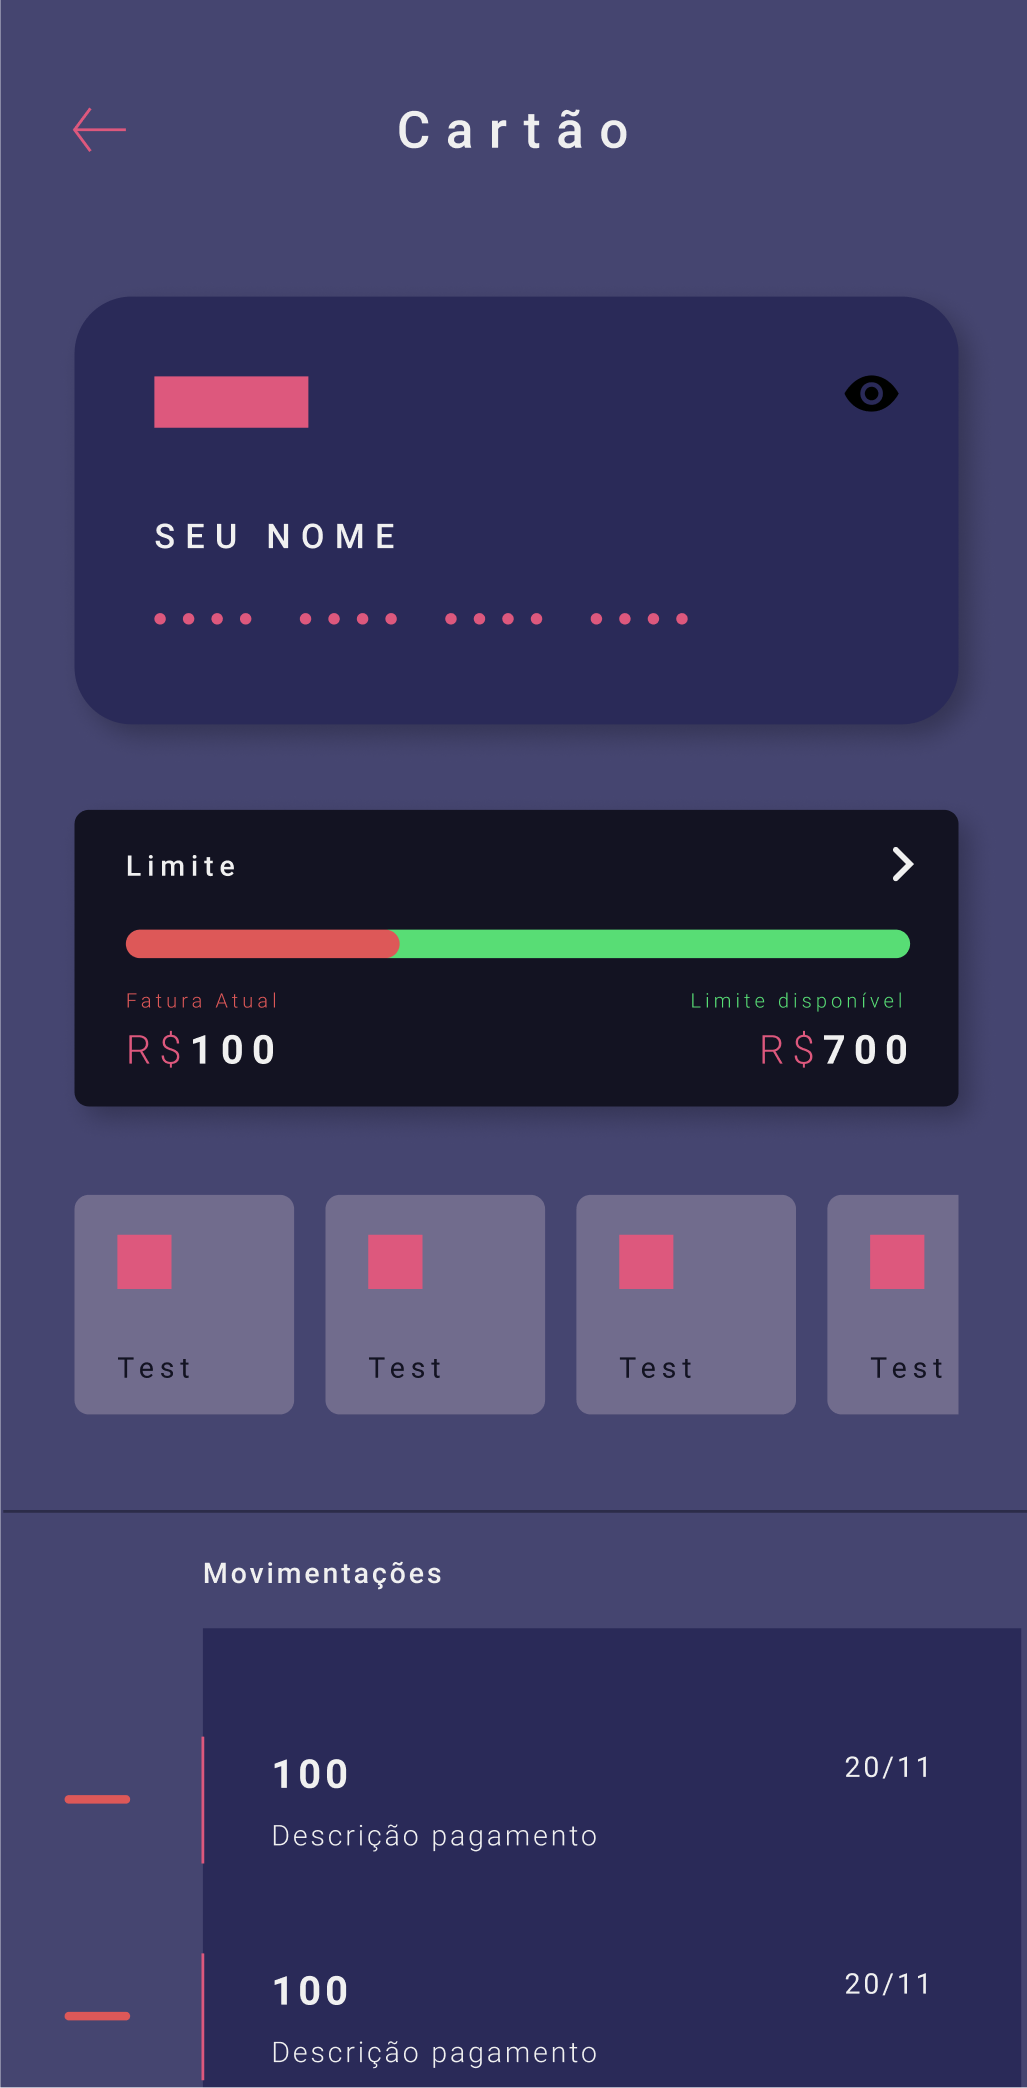 Cartão
SEU NOME
Limite
Fatura Atual
Limite disponível
R$100
R$700
Test
Test
Test
Test
Movimentações
100
20/11
Descrição pagamento
100
20/11
Descrição pagamento